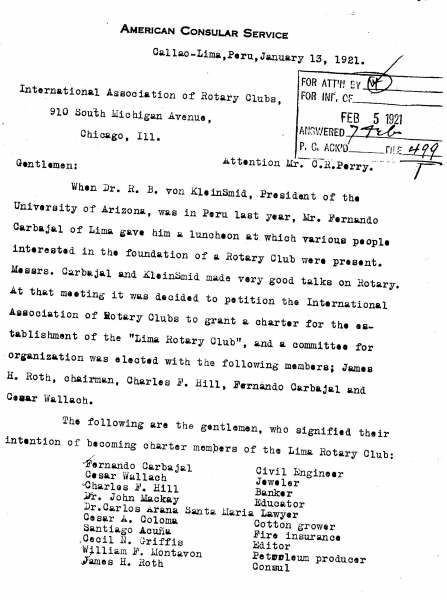 AMERICAN CONSULAR SERVICE
Callao-Lima, Peru, January 13, 1921.
International Association of Rotary Clubs,
910 South Michigan Avenue,
Chicago, Ill.
FOR ATT'N BY
FOR INF. OF
FEB 5 1921
ANSWERED 7 Feb
P. C. ACK'D FILE 499
Attention Mr. C.R.Perry.
Gentlemen:
When Dr. R. B. von KleinSmid, President of the
University of Arizona, was in Peru last year, Mr. Fernando
Carbajal of Lima gave him a luncheon at which various people
interested in the foundation of a Rotary Club were present.
Messrs. Carbajal and KleinSmid made very good talks on Rotary.
At that meeting it was decided to petition the International
Association of Rotary Clubs to grant a charter for the es-
tablishment of the "Lima Rotary Club", and a committee for
organization was elected with the following members; James
H. Roth, chairman, Charles F. Hill, Fernando Carbajal and
Cesar Wallach.
The following are the gentlemen, who signified their
intention of becoming charter members of the Lima Rotary Club:
Fernando Carbajal Civil Engineer
Cesar Wallach Jeweler
Charles F. Hill Banker
Dr. John Mackay Educator
Dr.Carlos Arana Santa Maria Lawyer
Cesar A. Coloma Cotton grower
Santiago Acuña Fire insurance
Cecil N. Griffis Editor
William F. Montavon Petroleum producer
James H. Roth Consul